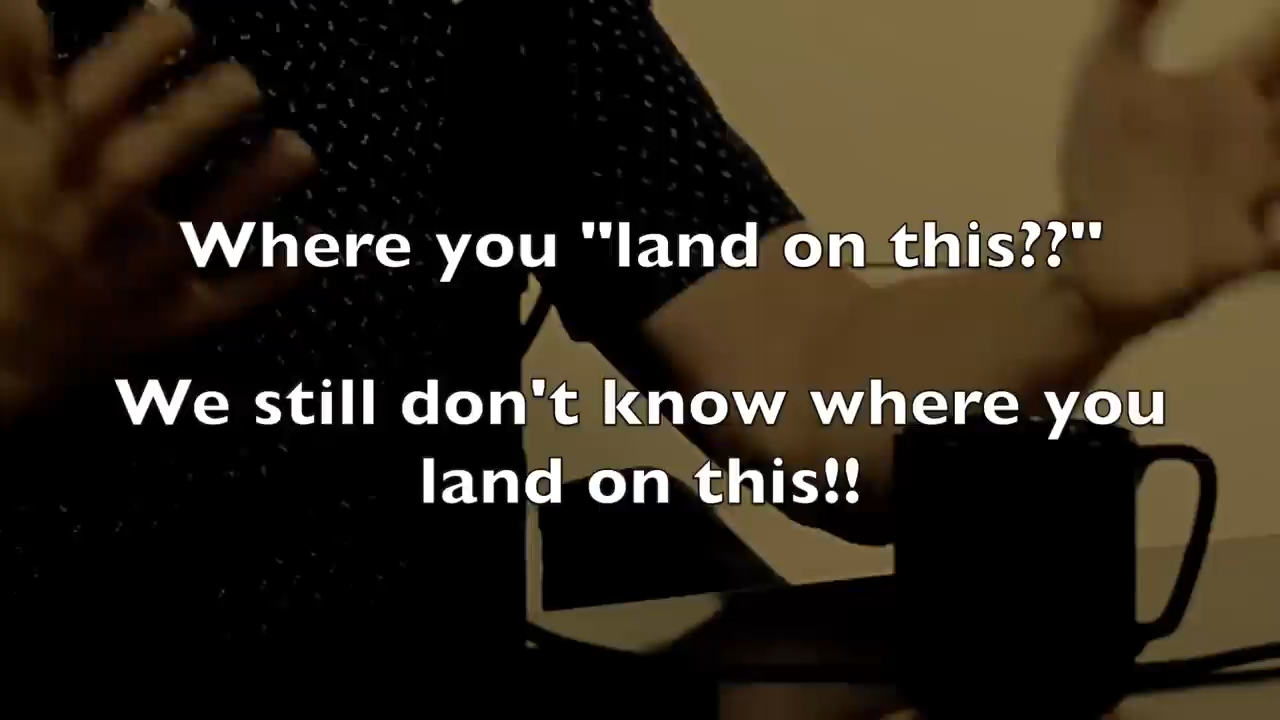 Where you "land on this??"
We still don't know where you
land on this!!